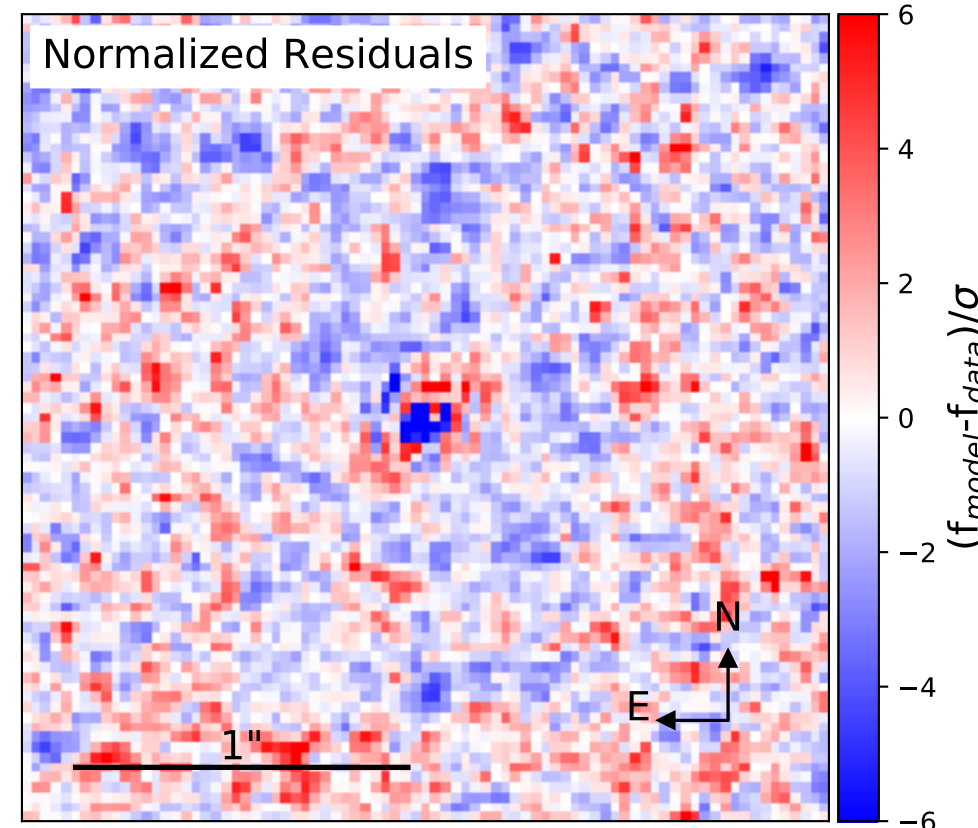 Normalized Residuals
6
4
2
0
−2
−4
−6
(f_model-f_data)/σ
N
E
1"